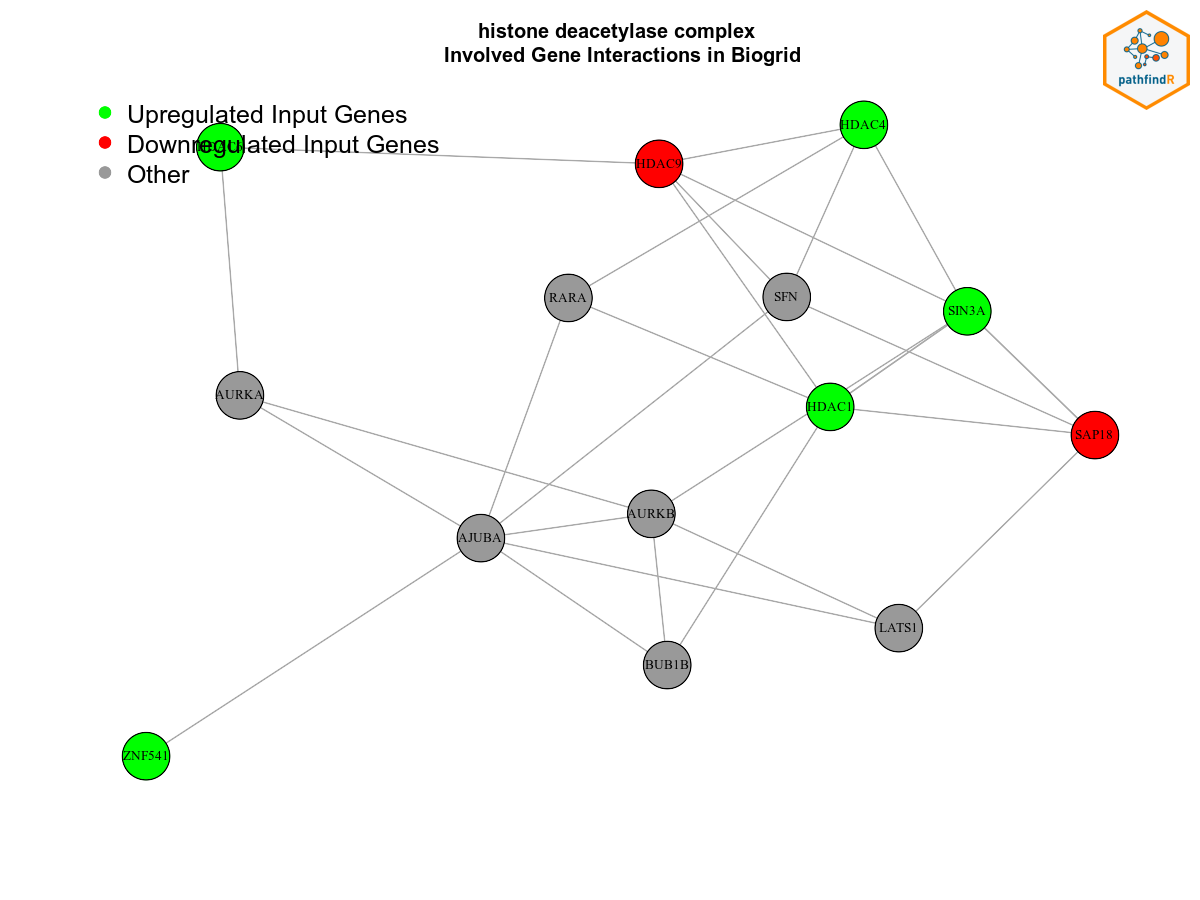 histone deacetylase complex
Involved Gene Interactions in Biogrid
pathfindR
Upregulated Input Genes
Downregulated Input Genes
Other
HDAC4
HDAC9
RARA
SFN
SIN3A
AURKA
HDAC1
SAP18
AURKB
AJUBA
LATS1
BUB1B
ZNF541